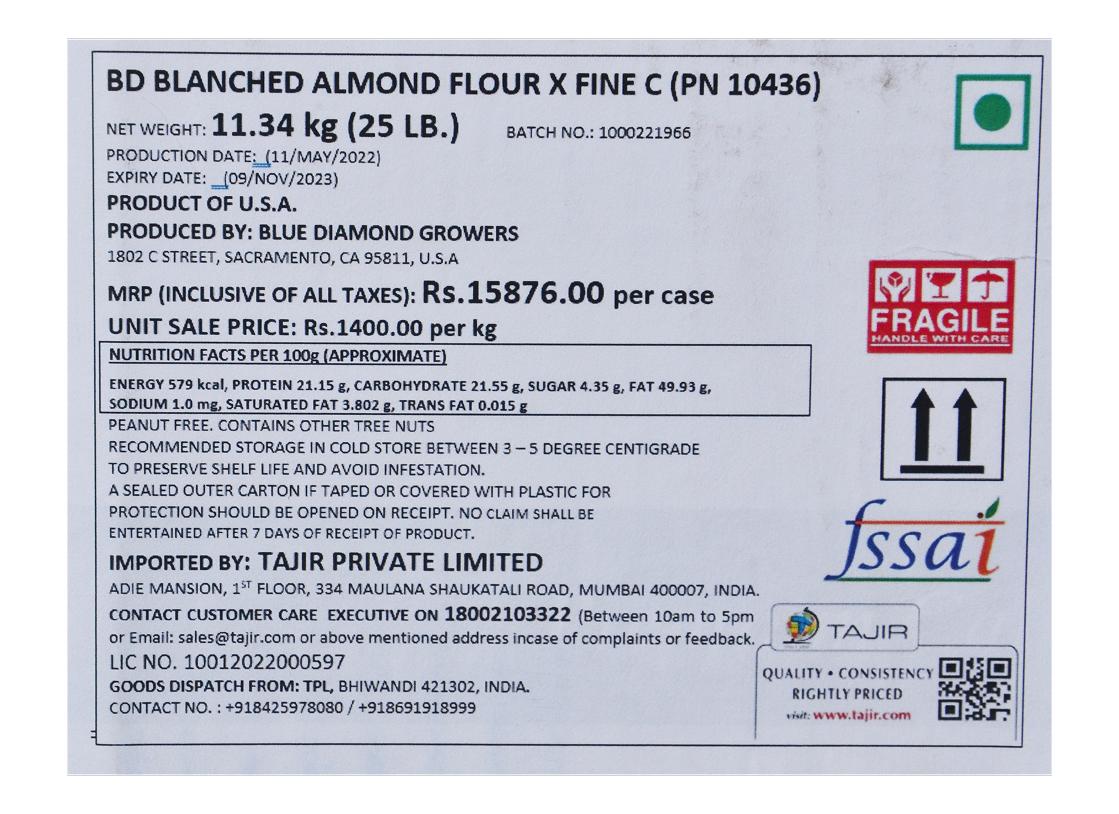 BD BLANCHED ALMOND FLOUR X FINE C (PN 10436)
NET WEIGHT: 11.34 kg (25 LB.) BATCH NO.: 1000221966
PRODUCTION DATE: (11/MAY/2022)
EXPIRY DATE: (09/NOV/2023)
PRODUCT OF U.S.A.
PRODUCED BY: BLUE DIAMOND GROWERS
1802 C STREET, SACRAMENTO, CA 95811, U.S.A
MRP (INCLUSIVE OF ALL TAXES): Rs.15876.00 per case
UNIT SALE PRICE: Rs.1400.00 per kg
FRAGILE
HANDLE WITH CARE
NUTRITION FACTS PER 100g (APPROXIMATE)
ENERGY 579 kcal, PROTEIN 21.15 g, CARBOHYDRATE 21.55 g, SUGAR 4.35 g, FAT 49.93 g,
SODIUM 1.0 mg, SATURATED FAT 3.802 g, TRANS FAT 0.015 g
PEANUT FREE. CONTAINS OTHER TREE NUTS
RECOMMENDED STORAGE IN COLD STORE BETWEEN 3 – 5 DEGREE CENTIGRADE
TO PRESERVE SHELF LIFE AND AVOID INFESTATION.
A SEALED OUTER CARTON IF TAPED OR COVERED WITH PLASTIC FOR
PROTECTION SHOULD BE OPENED ON RECEIPT. NO CLAIM SHALL BE
ENTERTAINED AFTER 7 DAYS OF RECEIPT OF PRODUCT.
fssai
IMPORTED BY: TAJIR PRIVATE LIMITED
ADIE MANSION, 1ST FLOOR, 334 MAULANA SHAUKATALI ROAD, MUMBAI 400007, INDIA.
CONTACT CUSTOMER CARE EXECUTIVE ON 18002103322 (Between 10am to 5pm
or Email: sales@tajir.com or above mentioned address incase of complaints or feedback.
LIC NO. 10012022000597
GOODS DISPATCH FROM: TPL, BHIWANDI 421302, INDIA.
CONTACT NO. : +918425978080 / +918691918999
TAJIR
QUALITY • CONSISTENCY
RIGHTLY PRICED
visit: www.tajir.com